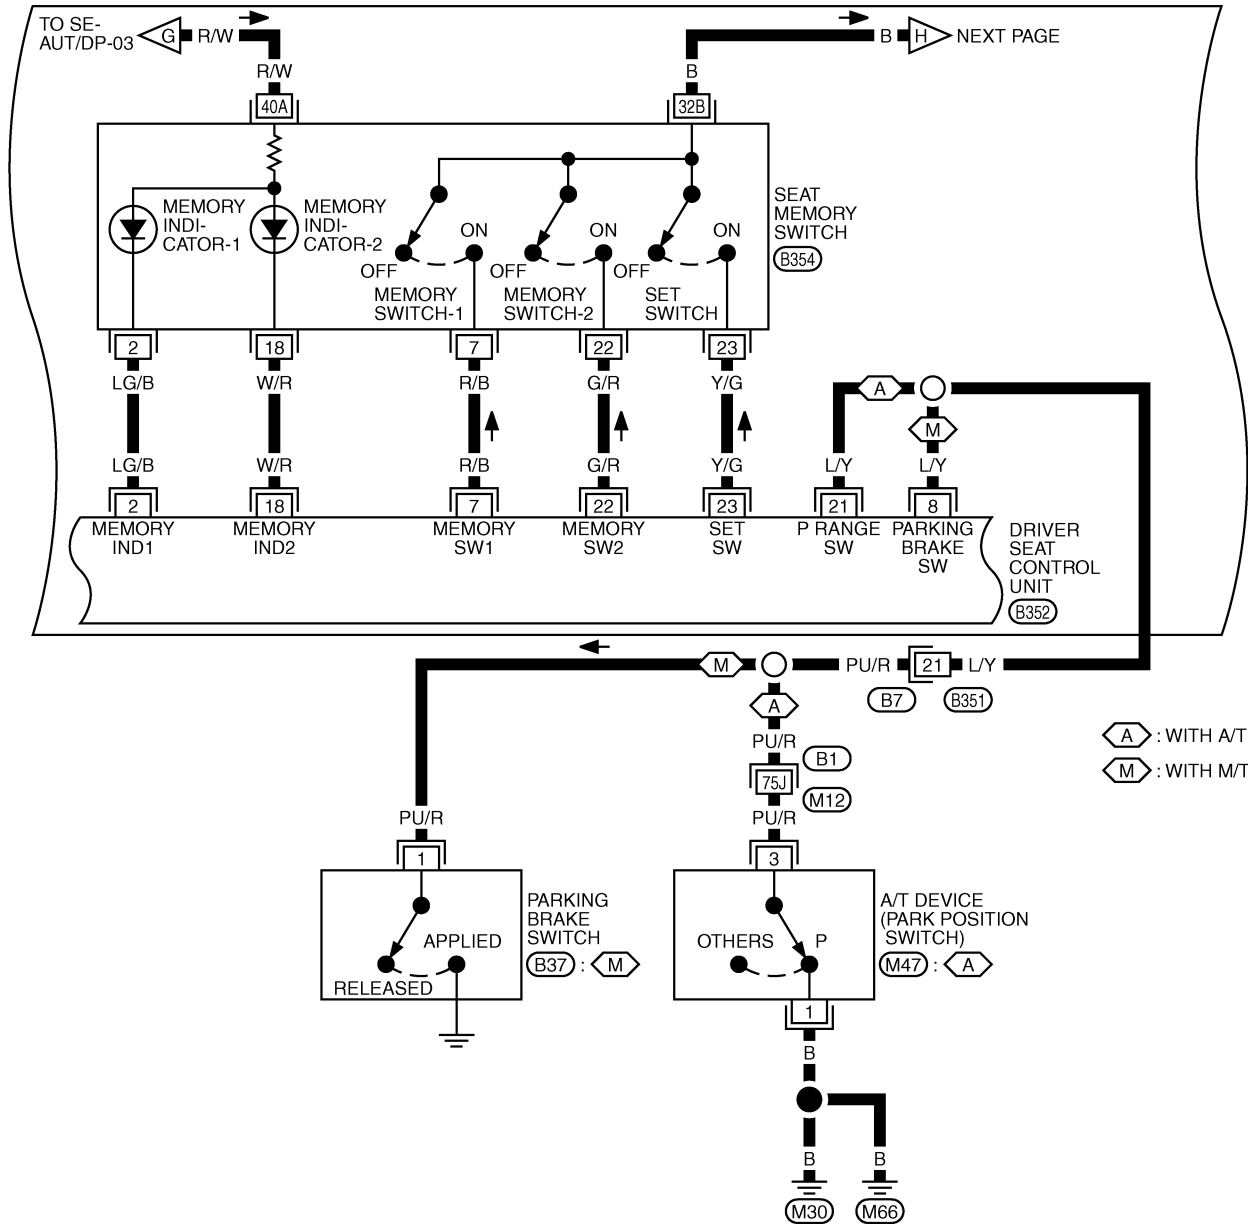 TO SE-
AUT/DP-03
G
R/W
B
H
NEXT PAGE
R/W
B
40A
32B
MEMORY
INDI-
CATOR-1
MEMORY
INDI-
CATOR-2
OFF
ON
MEMORY
SWITCH-1
OFF
ON
MEMORY
SWITCH-2
OFF
ON
SET
SWITCH
SEAT
MEMORY
SWITCH
B354
2
18
7
22
23
LG/B
W/R
R/B
G/R
Y/G
A
M
LG/B
W/R
R/B
G/R
Y/G
L/Y
L/Y
2
18
7
22
23
21
8
MEMORY
IND1
MEMORY
IND2
MEMORY
SW1
MEMORY
SW2
SET
SW
P RANGE
SW
PARKING
BRAKE
SW
DRIVER
SEAT
CONTROL
UNIT
B352
M
PU/R
21
L/Y
B7
B351
A
PU/R
B1
75J
M12
PU/R
PU/R
A : WITH A/T
M : WITH M/T
1
3
APPLIED
RELEASED
PARKING
BRAKE
SWITCH
B37 : M
OTHERS
P
A/T DEVICE
(PARK POSITION
SWITCH)
M47 : A
1
B
B
B
M30
M66